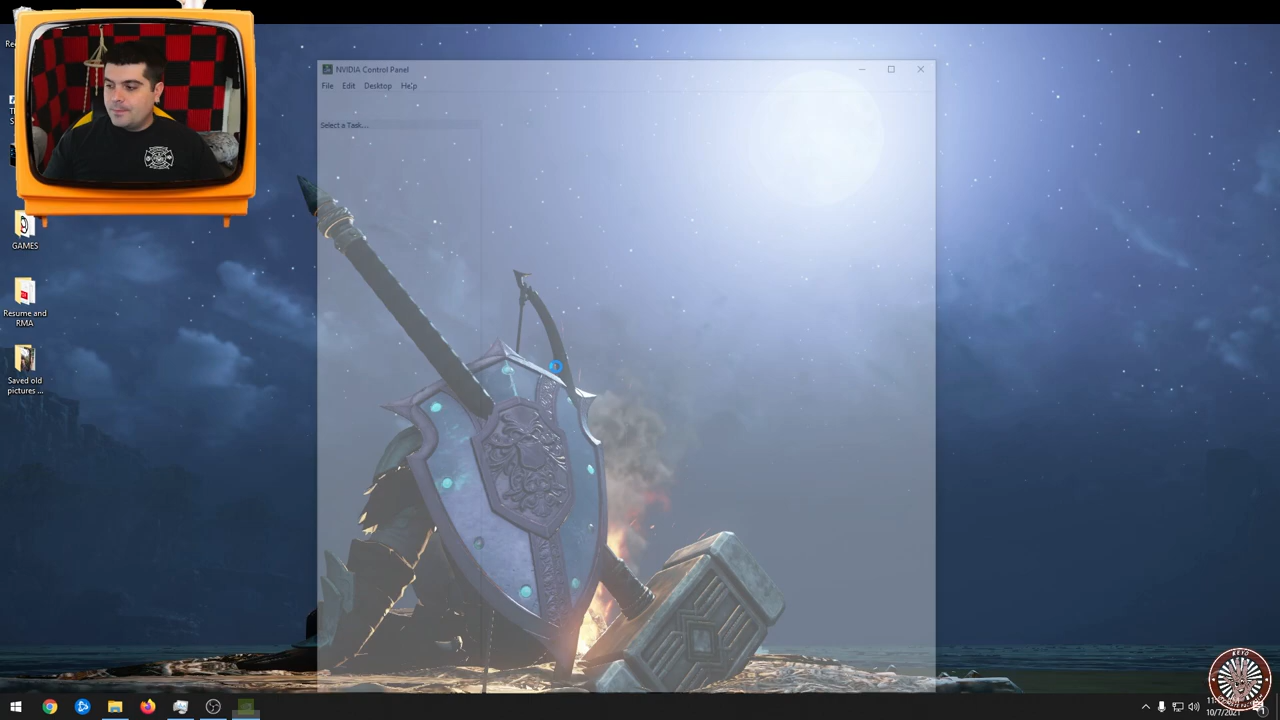 NVIDIA Control Panel
File Edit Desktop Help
Select a Task...
GAMES
Resume and
RMA
Saved old
pictures ...
10/7/2021
KEYO